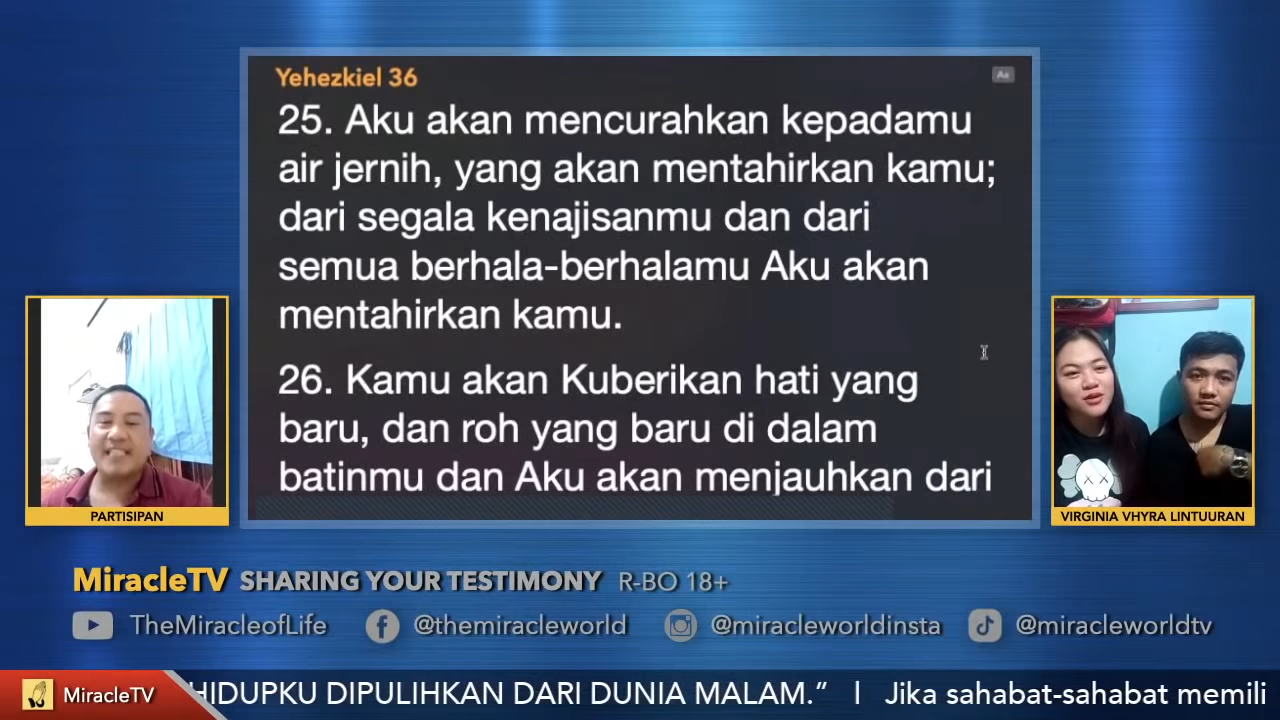 Yehezkiel 36
Aa
25. Aku akan mencurahkan kepadamu
air jernih, yang akan mentahirkan kamu;
dari segala kenajisanmu dan dari
semua berhala-berhalamu Aku akan
mentahirkan kamu.
26. Kamu akan Kuberikan hati yang
baru, dan roh yang baru di dalam
batinmu dan Aku akan menjauhkan dari
PARTISIPAN
VIRGINIA VHYRA LINTUURAN
MiracleTV SHARING YOUR TESTIMONY R-BO 18+
TheMiracleofLife @themiracleworld @miracleworldinsta @miracleworldtv
MiracleTV HIDUPKU DIPULIHKAN DARI DUNIA MALAM.” | Jika sahabat-sahabat memili